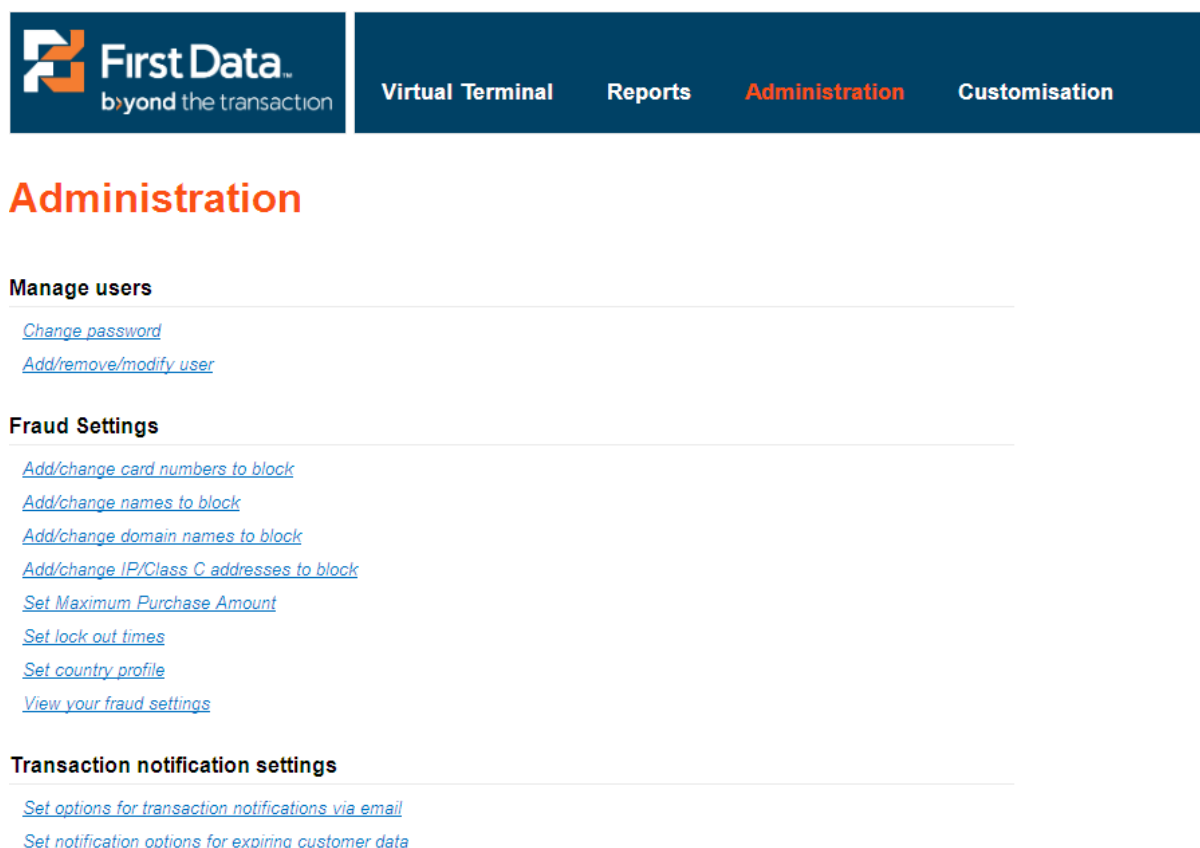 First Data™
b›yond the transaction
Virtual Terminal Reports Administration Customisation
Administration
Manage users
Change password
Add/remove/modify user
Fraud Settings
Add/change card numbers to block
Add/change names to block
Add/change domain names to block
Add/change IP/Class C addresses to block
Set Maximum Purchase Amount
Set lock out times
Set country profile
View your fraud settings
Transaction notification settings
Set options for transaction notifications via email
Set notification options for expiring customer data